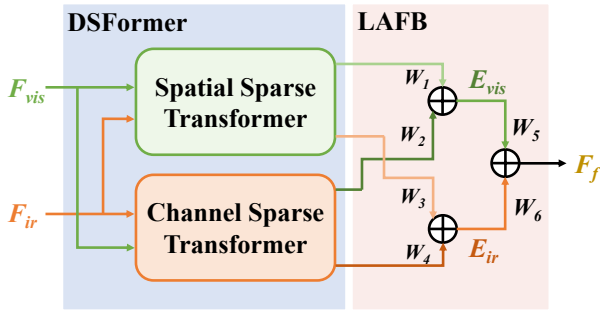 DSFormer
LAFB
F_vis
Spatial Sparse
Transformer
W_1
E_vis
W_2
W_5
F_f
F_ir
Channel Sparse
Transformer
W_3
W_6
W_4
E_ir